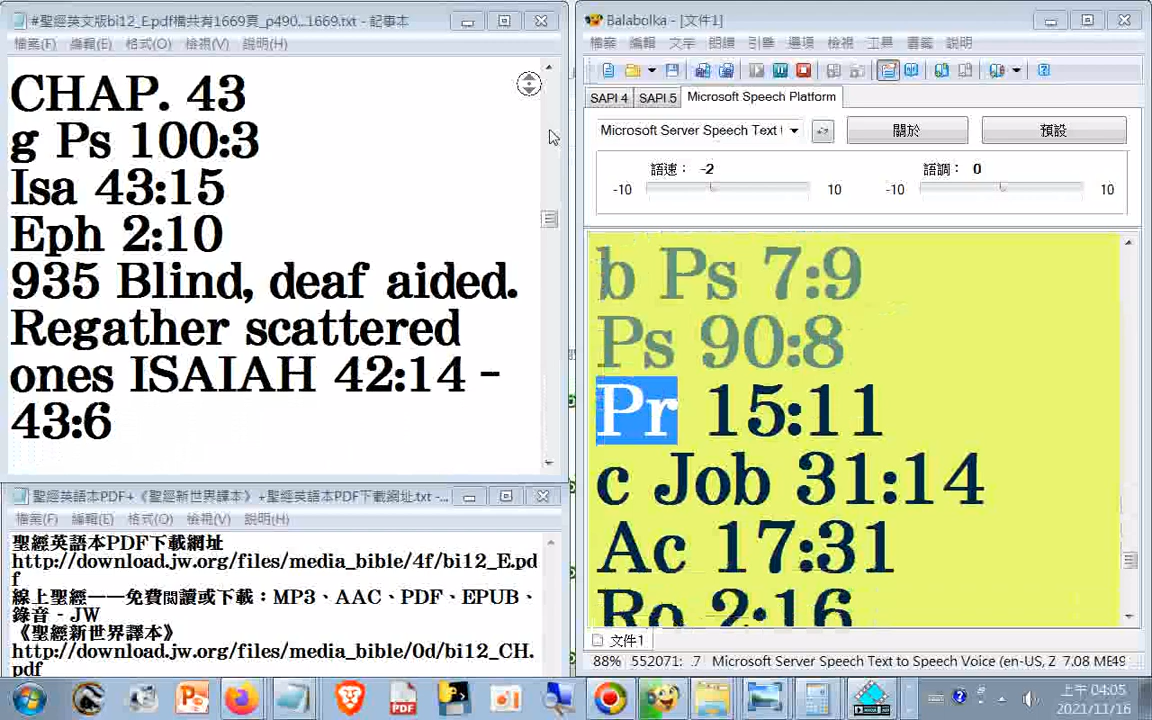 #聖經英文版bi12_E.pdf檔共有1669頁_p490...1669.txt - 記事本
檔案(F) 編輯(E) 格式(O) 檢視(V) 說明(H)
CHAP. 43
g Ps 100:3
Isa 43:15
Eph 2:10
935 Blind, deaf aided.
Regather scattered
ones ISAIAH 42:14 –
43:6
聖經英語本PDF+《聖經新世界譯本》+聖經英語本PDF下載網址.txt -...
檔案(F) 編輯(E) 格式(O) 檢視(V) 說明(H)
聖經英語本PDF下載網址
http://download.jw.org/files/media_bible/4f/bi12_E.pd
f
線上聖經——免費閱讀或下載：MP3、AAC、PDF、EPUB、
錄音 - JW
《聖經新世界譯本》
http://download.jw.org/files/media_bible/0d/bi12_CH.
pdf
Balabolka - [文件1]
檔案 編輯 文字 朗讀 引擎 選項 檢視 工具 書籤 說明
SAPI 4 SAPI 5 Microsoft Speech Platform
Microsoft Server Speech Text 關於 預設
語速： -2 語調： 0
-10 10 -10 10
b Ps 7:9
Ps 90:8
Pr 15:11
c Job 31:14
Ac 17:31
Ro 2:16
文件1
88% 552071: .7 Microsoft Server Speech Text to Speech Voice (en-US, Z 7.08 ME49
上午 04:05
2021/11/16